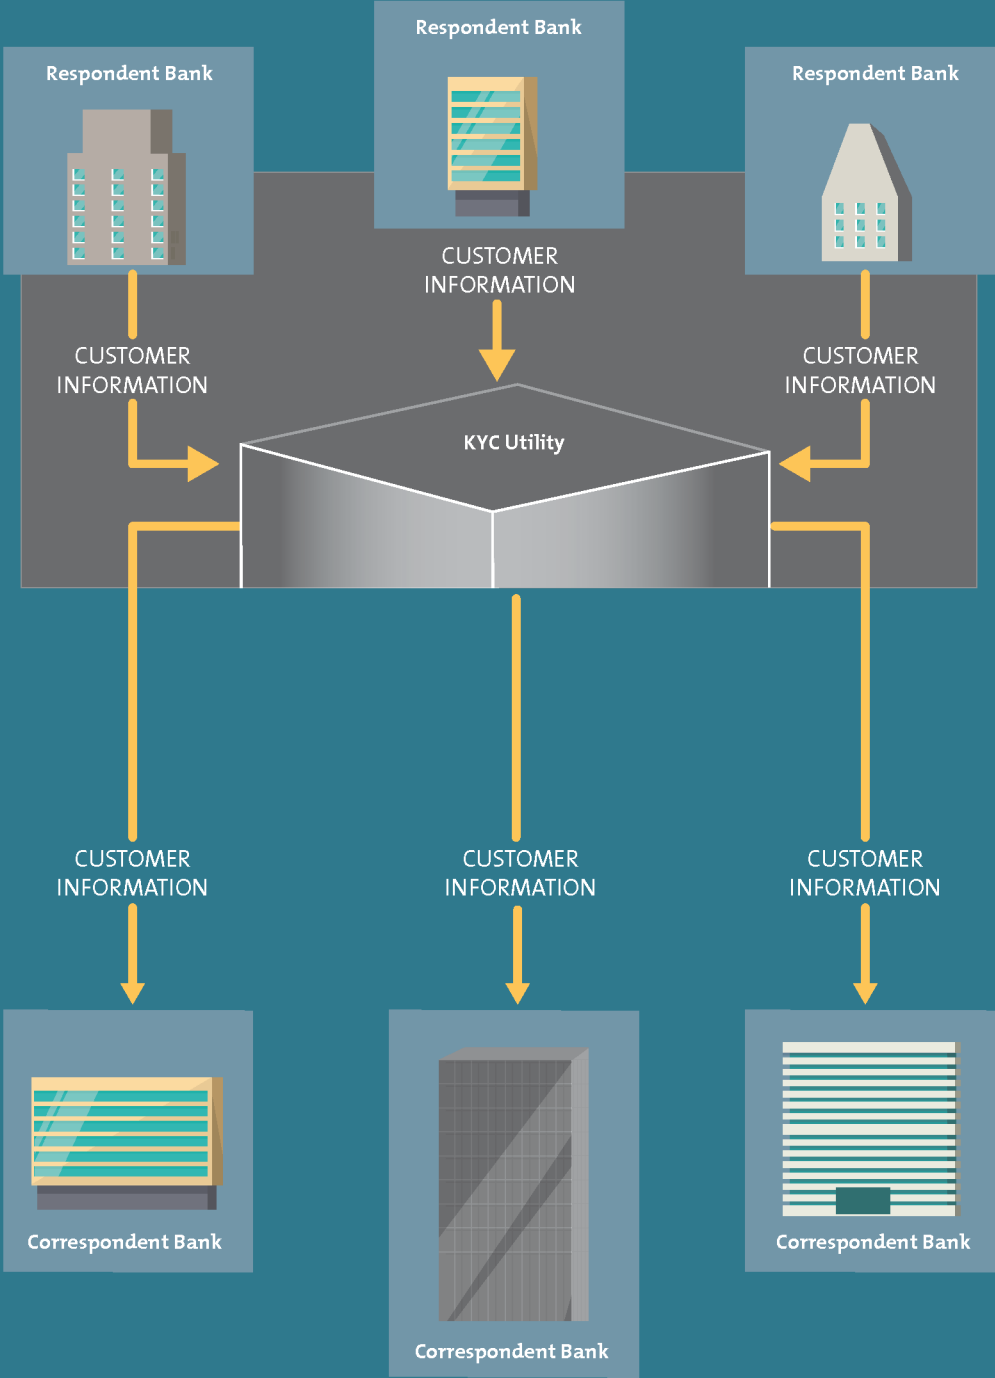 Respondent Bank
Respondent Bank
Respondent Bank
CUSTOMER
INFORMATION
CUSTOMER
INFORMATION
CUSTOMER
INFORMATION
KYC Utility
CUSTOMER
INFORMATION
CUSTOMER
INFORMATION
CUSTOMER
INFORMATION
Correspondent Bank
Correspondent Bank
Correspondent Bank